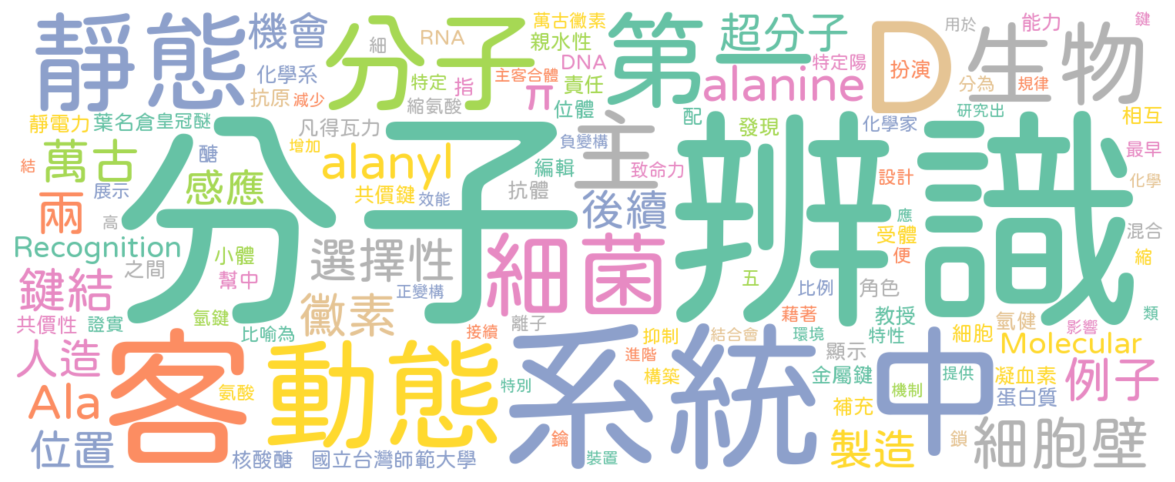 靜態
機會
分子
細
RNA
萬古黴素
親水性
第一
超分子
用於
能力
鍵
化學系
抗原
減少
特定
指
主客合體
DNA
責任
縮氨酸
π
位體
alanine
特定陽
D
扮演
生物
分為
規律
研究出
靜電力
葉名倉
皇冠醚
凡得瓦力
增加
負變構
主
配
發現
化學家
相互
結
萬古
醣
alanyl
編輯
致命力
最早
展示
感應
共價鍵
效能
抗體
設計
化學
兩
高
分子辨識
後續
應
受體
便
混合
縮
Recognition
小體
選擇性
細菌
之間
幫中
五
比例
角色
鍵結
正變構
類
共價性
證實
氫鍵
黴素
離子
藉著
教授
氫健
影響
比喻為
接續
抑制
結合會
環境
特性
細胞
Molecular
人造
客
動態
系統
進階
顯示
中
提供
例子
Ala
氨酸
特別
構築
金屬鍵
機制
凝血素
蛋白質
補充
位置
核酸醣
國立台灣師範大學
鑰
裝置
製造
鎖
細胞壁